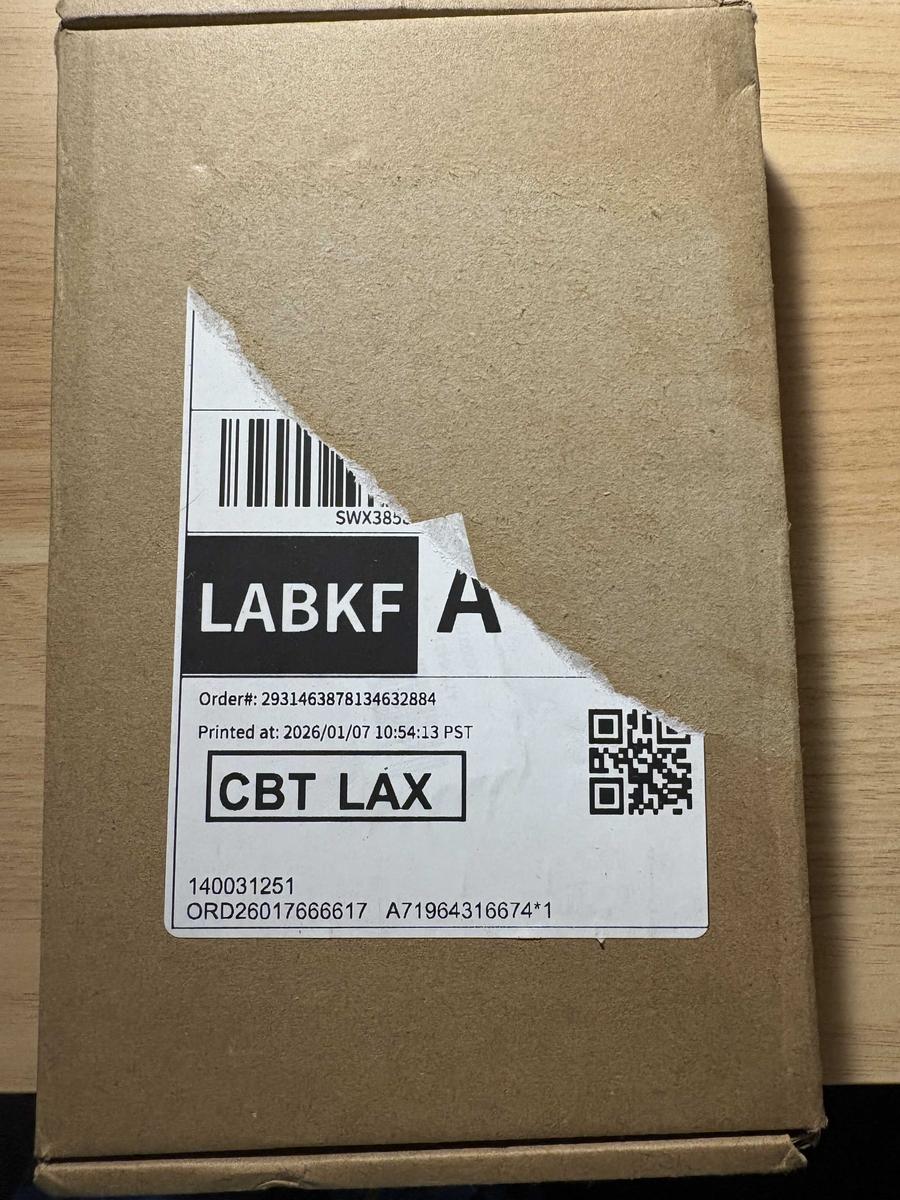 SWX385
LABKF A
Order#: 2931463878134632884
Printed at: 2026/01/07 10:54:13 PST
CBT LAX
140031251
ORD26017666617 A71964316674*1